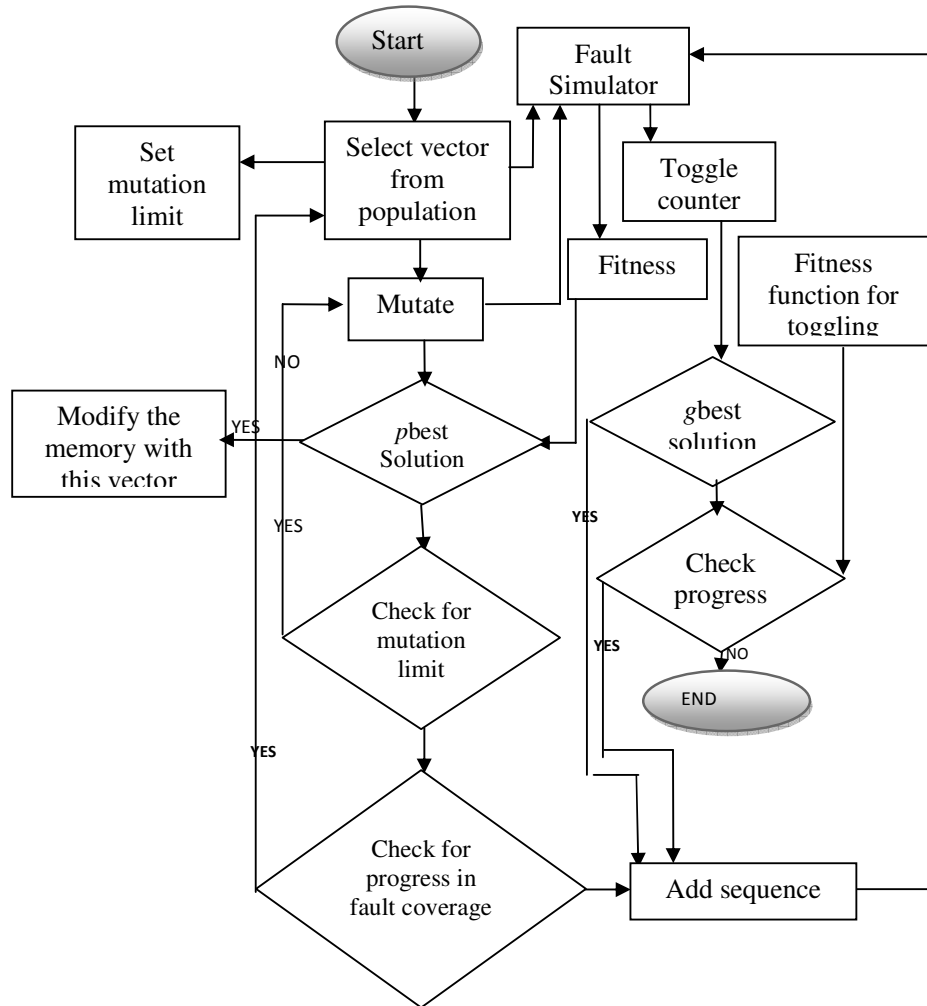 Start
Fault
Simulator
Set
mutation
limit
Select vector
from
population
Toggle
counter
Fitness
Fitness
function for
toggling
Mutate
NO
Modify the
memory with
this vector
YES
pbest
Solution
gbest
solution
YES
YES
Check
progress
Check for
mutation
limit
YES
NO
END
YES
Check for
progress in
fault coverage
Add sequence